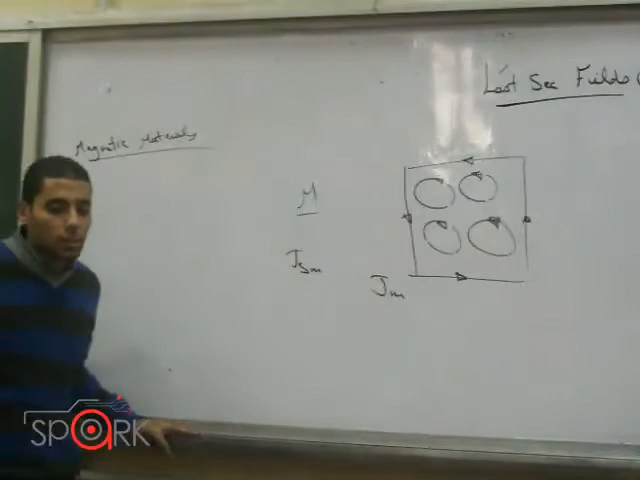 Last Sec Fields
Magnetic Materials
M
Jsm
Jm
SPARK